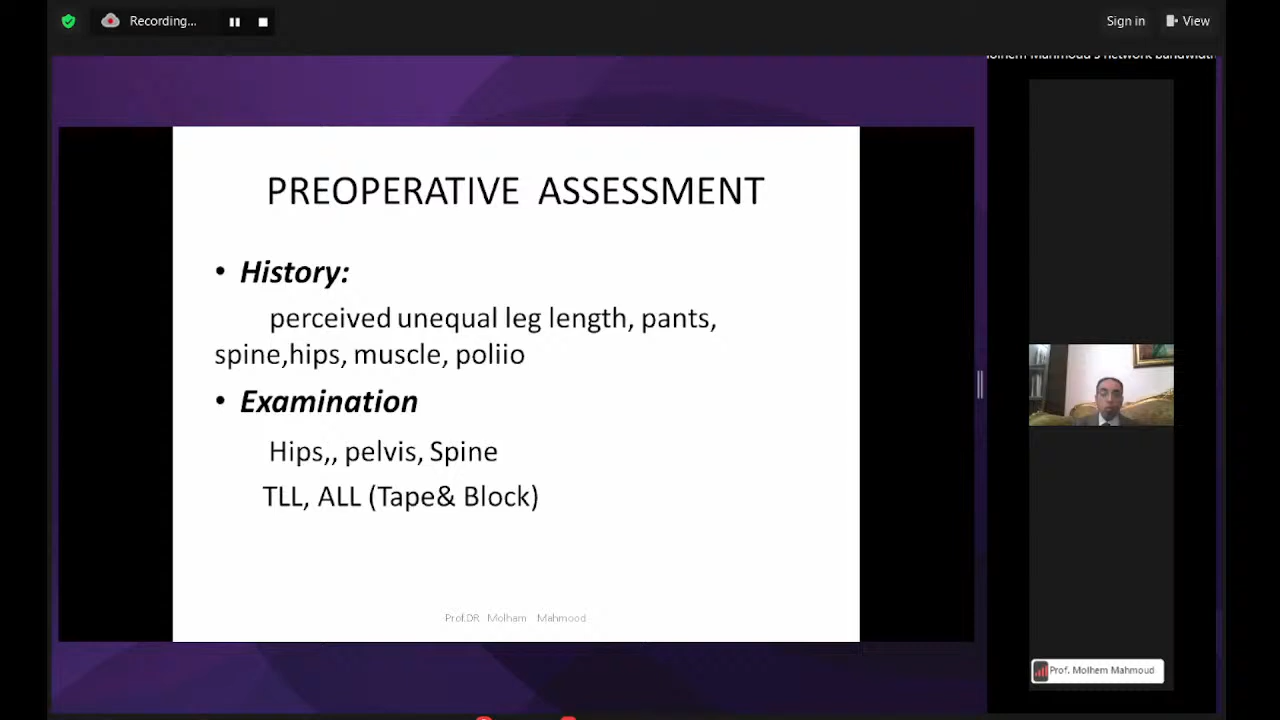 Recording...
Sign in
View
PREOPERATIVE ASSESSMENT
• History:
perceived unequal leg length, pants,
spine,hips, muscle, poliio
• Examination
Hips,, pelvis, Spine
TLL, ALL (Tape& Block)
Prof.DR Molham Mahmood
Prof. Molhem Mahmoud